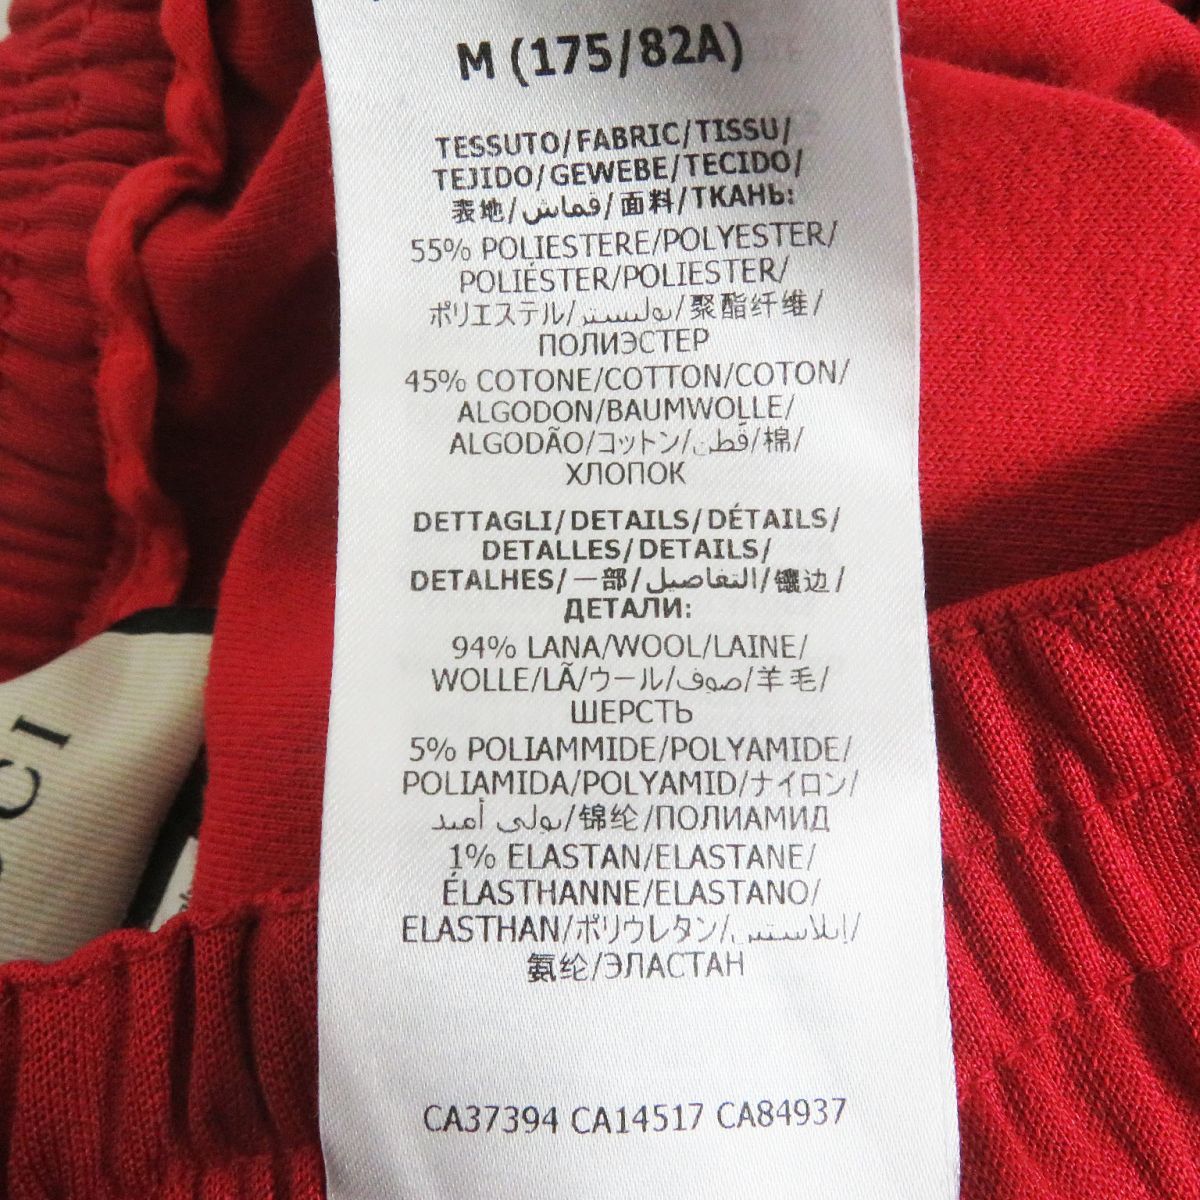 M (175/82A)
TESSUTO/FABRIC/TISSU/
TEJIDO/GEWEBE/TECIDO/
表地/قماش/面料/ТКАНЬ:
55% POLIESTERE/POLYESTER/
POLIÉSTER/POLIESTER/
ポリエステル/بوليستر/聚酯纤维/
ПОЛИЭСТЕР
45% COTONE/COTTON/COTON/
ALGODON/BAUMWOLLE/
ALGODÃO/コットン/قطن/棉/
ХЛОПОК
DETTAGLI/DETAILS/DÉTAILS/
DETALLES/DETAILS/
DETALHES/一部/التفاصيل/镶边/
ДЕТАЛИ:
94% LANA/WOOL/LAINE/
WOLLE/LÃ/ウール/صوف/羊毛/
ШЕРСТЬ
5% POLIAMMIDE/POLYAMIDE/
POLIAMIDA/POLYAMID/ナイロン/
بولي أميد/锦纶/ПОЛИАМИД
1% ELASTAN/ELASTANE/
ÉLASTHANNE/ELASTANO/
ELASTHAN/ポリウレタン/إيلاستين/
氨纶/ЭЛАСТАН
CA37394 CA14517 CA84937